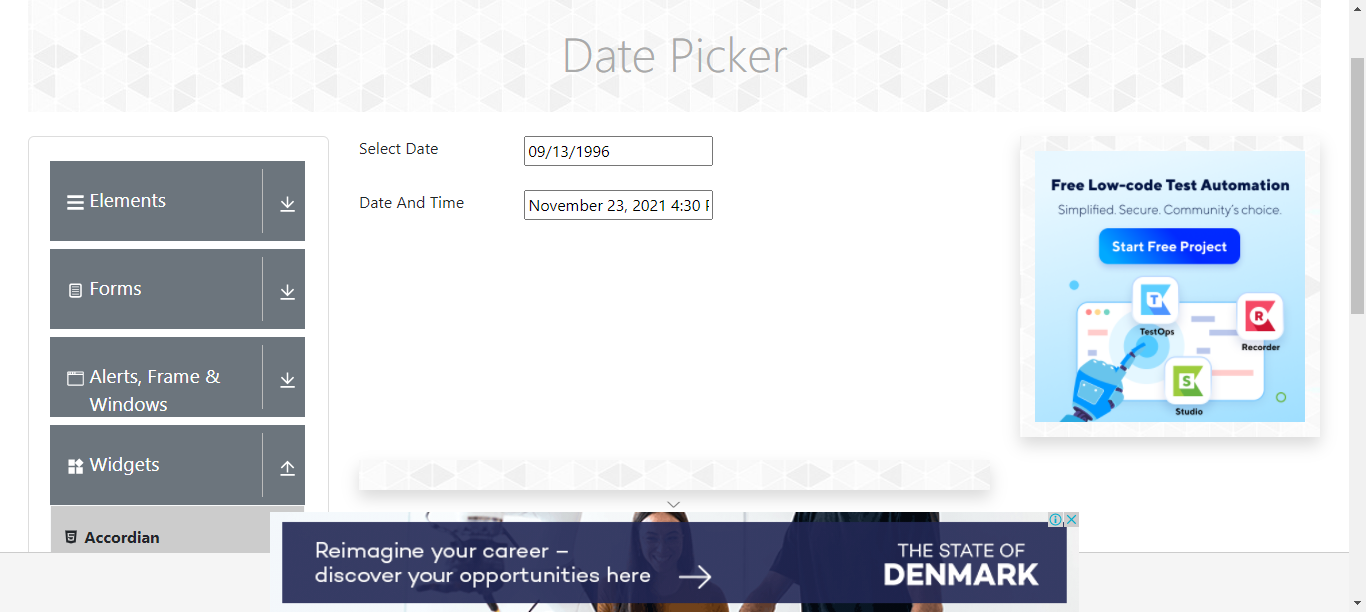 Date Picker
Select Date
09/13/1996
Date And Time
November 23, 2021 4:30
Elements
Forms
Alerts, Frame &
Windows
Widgets
Accordian
Free Low-code Test Automation
Simplified. Secure. Community's choice.
Start Free Project
TestOps
Recorder
Studio
Reimagine your career –
discover your opportunities here
THE STATE OF
DENMARK